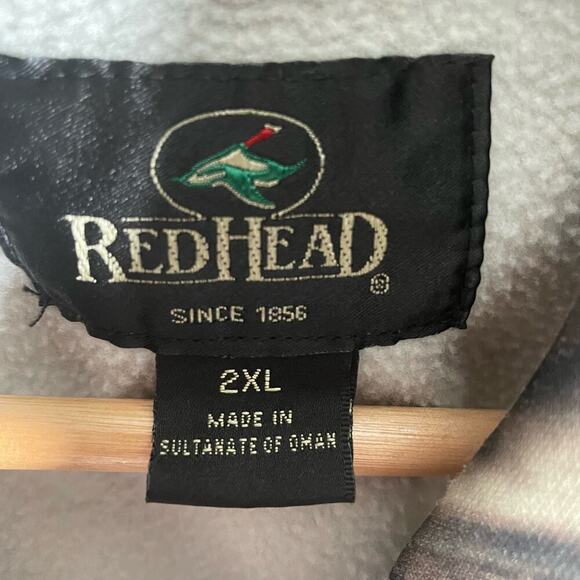 REDHEAD®
SINCE 1856
2XL
MADE IN
SULTANATE OF OMAN